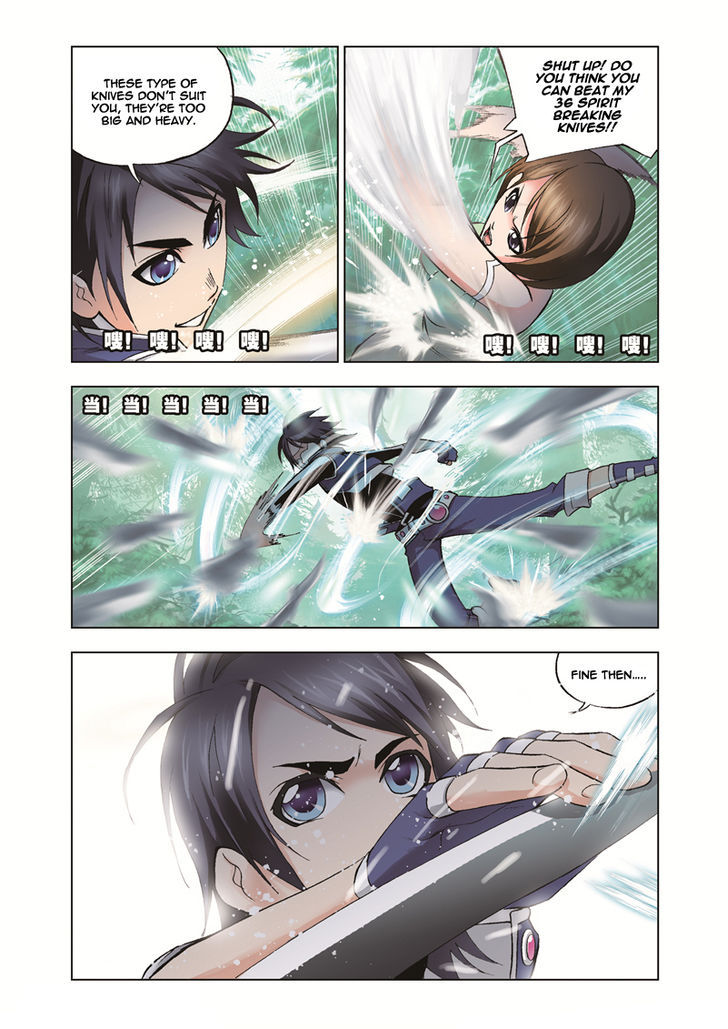 THESE TYPE OF
KNIVES DON'T SUIT
YOU, THEY'RE TOO
BIG AND HEAVY.
嗖! 嗖! 嗖! 嗖!
SHUT UP! DO
YOU THINK YOU
CAN BEAT MY
36 SPIRIT
BREAKING
KNIVES!!
嗖! 嗖! 嗖! 嗖!
当! 当! 当! 当! 当!
FINE THEN.....